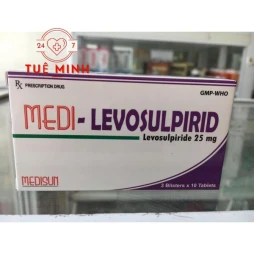 24 7
TUỆ MINH
Rx PRESCRIPTION DRUG
GMP-WHO
MEDI-LEVOSULPIRID
Levosulpiride 25 mg
MEDISUN
3 Blisters x 10 Tablets